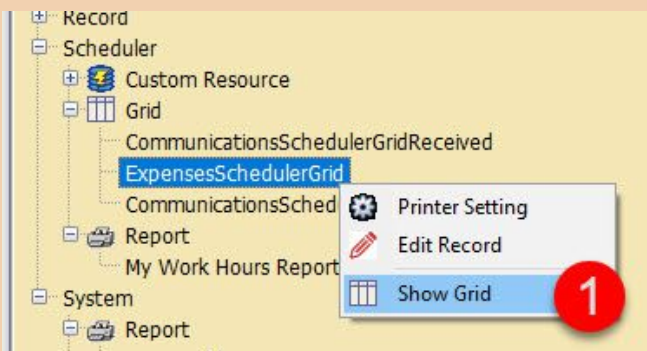 Record
Scheduler
Custom Resource
Grid
CommunicationsSchedulerGridReceived
ExpensesSchedulerGrid
CommunicationsSched
Printer Setting
Report
Edit Record
My Work Hours Report
Show Grid
1
System
Report